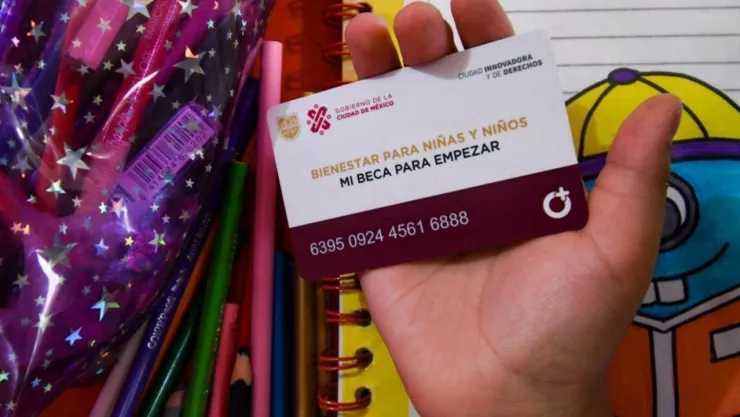 GOBIERNO DE LA
CIUDAD DE MÉXICO
CIUDAD INNOVADORA
Y DE DERECHOS
BIENESTAR PARA NIÑAS Y NIÑOS
MI BECA PARA EMPEZAR
6395 0924 4561 6888